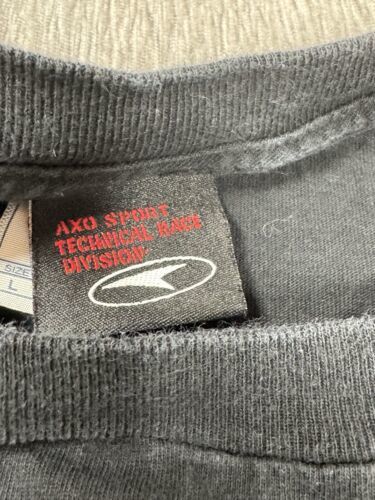 AXO SPORT
TECHNICAL RACE
DIVISION
SIZE
L